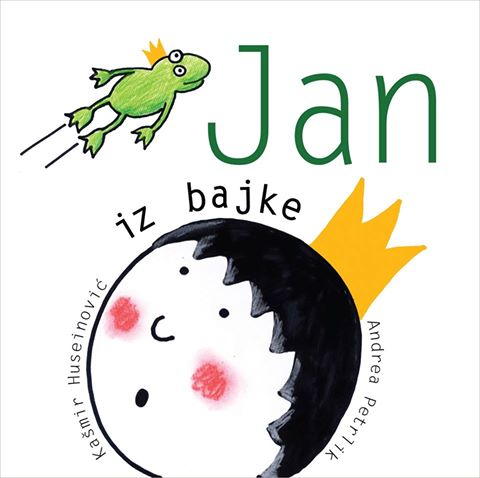 Jan
iz bajke
Kašmir Huseinović
Andrea Petrlik